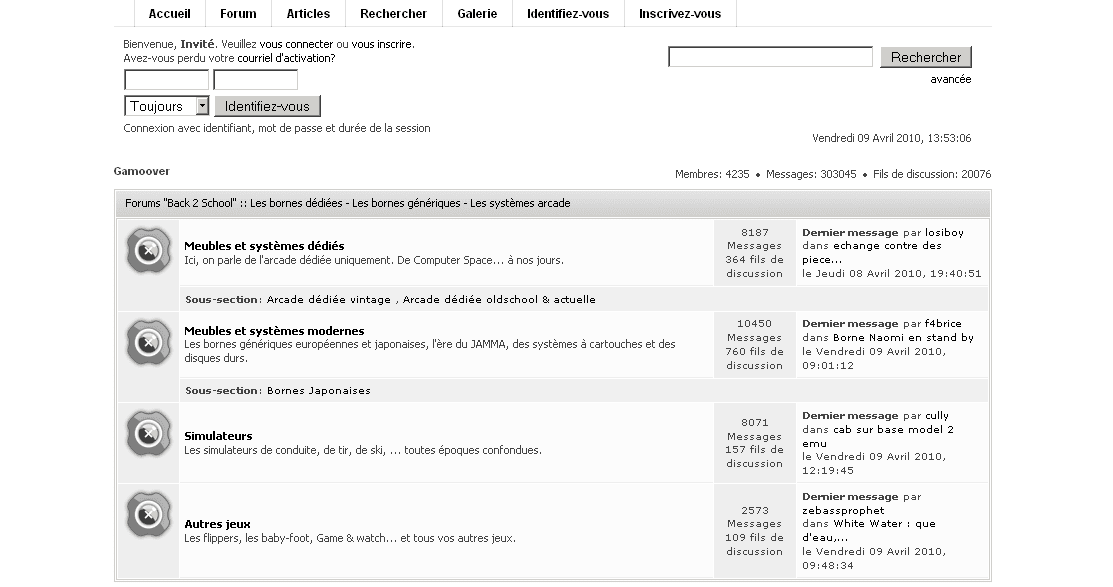 Accueil Forum Articles Rechercher Galerie Identifiez-vous Inscrivez-vous
Bienvenue, Invité. Veuillez vous connecter ou vous inscrire.
Avez-vous perdu votre courriel d'activation?
Rechercher
avancée
Toujours Identifiez-vous
Connexion avec identifiant, mot de passe et durée de la session
Vendredi 09 Avril 2010, 13:53:06
Gamoover
Membres: 4235 • Messages: 303045 • Fils de discussion: 20076
Forums "Back 2 School" :: Les bornes dédiées - Les bornes génériques - Les systèmes arcade
Meubles et systèmes dédiés
Ici, on parle de l'arcade dédiée uniquement. De Computer Space... à nos jours.
8187
Messages
364 fils de
discussion
Dernier message par losiboy
dans echange contre des
piece...
le Jeudi 08 Avril 2010, 19:40:51
Sous-section: Arcade dédiée vintage , Arcade dédiée oldschool & actuelle
Meubles et systèmes modernes
Les bornes génériques européennes et japonaises, l'ère du JAMMA, des systèmes à cartouches et des
disques durs.
10450
Messages
760 fils de
discussion
Dernier message par f4brice
dans Borne Naomi en stand by
le Vendredi 09 Avril 2010,
09:01:12
Sous-section: Bornes Japonaises
Simulateurs
Les simulateurs de conduite, de tir, de ski, ... toutes époques confondues.
8071
Messages
157 fils de
discussion
Dernier message par cully
dans cab sur base model 2
emu
le Vendredi 09 Avril 2010,
12:19:45
Autres jeux
Les flippers, les baby-foot, Game & watch... et tous vos autres jeux.
2573
Messages
109 fils de
discussion
Dernier message par
zebassprophet
dans White Water : que
d'eau,...
le Vendredi 09 Avril 2010,
09:48:34